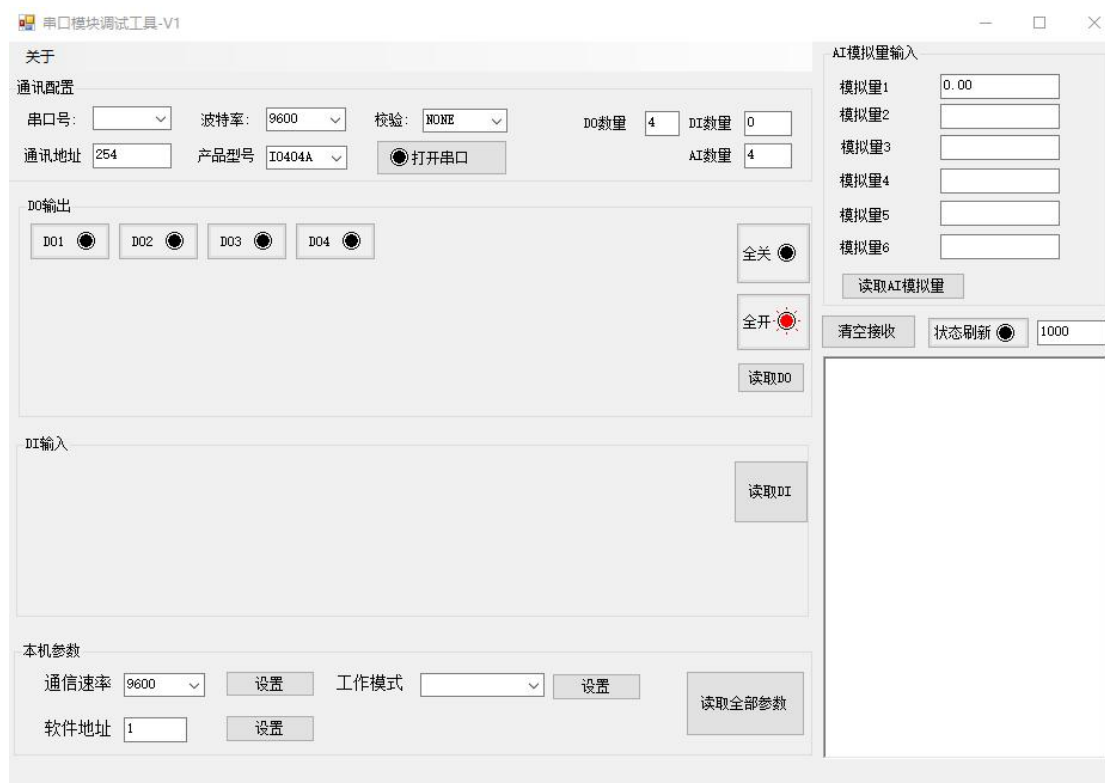 串口模块调试工具-V1
关于
通讯配置
串口号: 波特率: 9600 校验: NONE DO数量 4 DI数量 0
通讯地址 254 产品型号 IO404A 打开串口 AI数量 4
DO输出
DO1 DO2 DO3 DO4
全关
全开
读取DO
DI输入
读取DI
本机参数
通信速率 9600 设置 工作模式 设置
软件地址 1 设置
读取全部参数
AI模拟量输入
模拟量1 0.00
模拟量2
模拟量3
模拟量4
模拟量5
模拟量6
读取AI模拟量
清空接收 状态刷新 1000